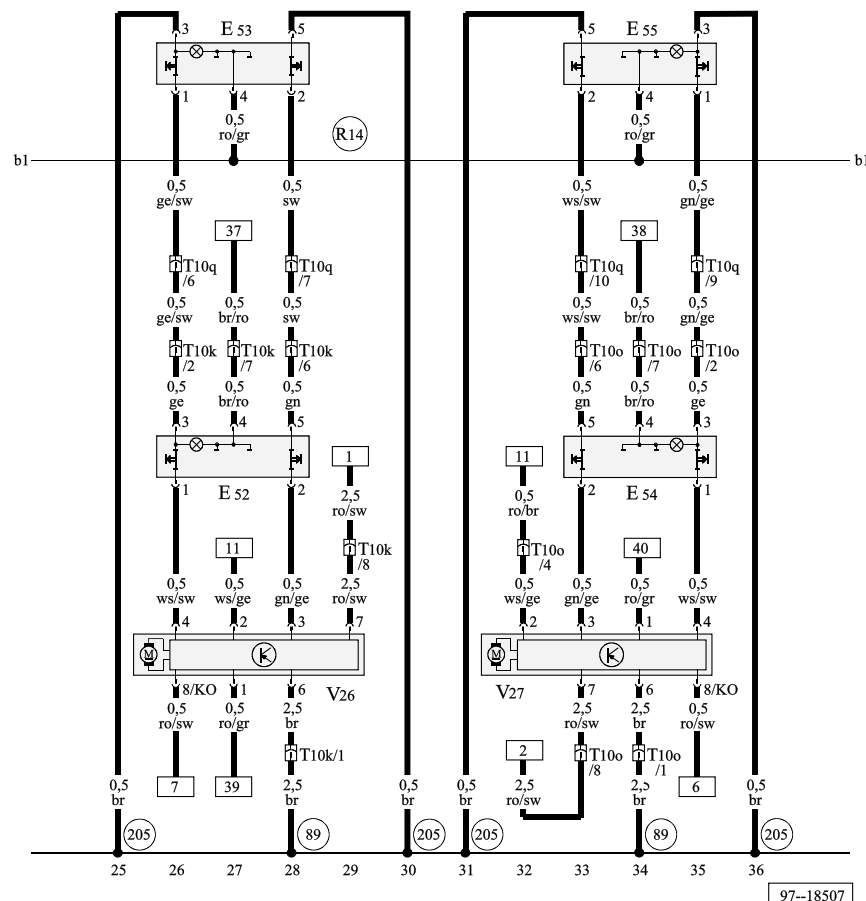 3 E 53 5 5 E 55 3
1 4 2 2 4 1
0,5 0,5
ro/gr R14 ro/gr
b1 b1
0,5 0,5 0,5 0,5
ge/sw sw ws/sw gn/ge
37 38
T10q T10q T10q T10q
/6 /7 /10 /9
0,5 0,5 0,5 0,5 0,5 0,5
ge/sw br/ro sw ws/sw br/ro gn/ge
T10k T10k T10k T10o T10o T10o
/2 /7 /6 /6 /7 /2
0,5 0,5 0,5 0,5 0,5 0,5
ge br/ro gn gn br/ro ge
3 4 5 5 4 3
1 11
1 E 52 2 2 E 54 1
2,5 0,5
ro/sw ro/br
11 T10k T10o 40
/8 /4
0,5 0,5 0,5 2,5 0,5 0,5 0,5 0,5
ws/sw ws/ge gn/ge ro/sw ws/ge gn/ge ro/gr ws/sw
4 2 3 7 2 3 1 4
M M
8/KO 1 6 V26 V27 7 6 8/KO
0,5 0,5 2,5 2,5 2,5 0,5
ro/sw ro/gr br ro/sw br ro/sw
T10k/1 2 T10o T10o
/8 /1
7 39 6
0,5 2,5 0,5 0,5 2,5 2,5 0,5
br br br br ro/sw br br
205 89 205 205 89 205
25 26 27 28 29 30 31 32 33 34 35 36
97--18507